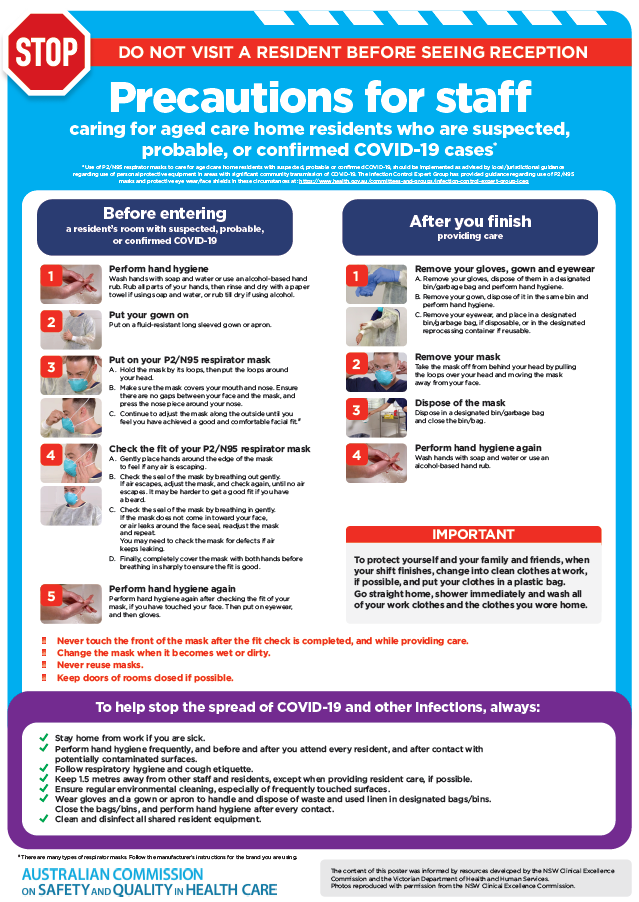 STOP
DO NOT VISIT A RESIDENT BEFORE SEEING RECEPTION
Precautions for staff
caring for aged care home residents who are suspected,
probable, or confirmed COVID-19 cases*
*Use of P2/N95 respirator masks to care for aged care home residents with suspected, probable or confirmed COVID-19, should be implemented as advised by local/jurisdictional guidance
regarding use of personal protective equipment in areas with significant community transmission of COVID-19. The Infection Control Expert Group has provided guidance regarding use of P2/N95
masks and protective eye wear/face shields in these circumstances at:
Before entering
a resident's room with suspected, probable,
or confirmed COVID-19
1
Perform hand hygiene
Wash hands with soap and water or use an alcohol-based hand
rub. Rub all parts of your hands, then rinse and dry with a paper
towel if using soap and water, or rub till dry if using alcohol.
2
Put your gown on
Put on a fluid-resistant long sleeved gown or apron.
3
Put on your P2/N95 respirator mask
A. Hold the mask by its loops, then put the loops around
your head.
B. Make sure the mask covers your mouth and nose. Ensure
there are no gaps between your face and the mask, and
press the nose piece around your nose.
C. Continue to adjust the mask along the outside until you
feel you have achieved a good and comfortable facial fit.#
4
Check the fit of your P2/N95 respirator mask
A. Gently place hands around the edge of the mask
to feel if any air is escaping.
B. Check the seal of the mask by breathing out gently.
If air escapes, adjust the mask, and check again, until no air
escapes. It may be harder to get a good fit if you have
a beard.
C. Check the seal of the mask by breathing in gently.
If the mask does not come in toward your face,
or air leaks around the face seal, readjust the mask
and repeat.
You may need to check the mask for defects if air
keeps leaking.
D. Finally, completely cover the mask with both hands before
breathing in sharply to ensure the fit is good.
5
Perform hand hygiene again
Perform hand hygiene again after checking the fit of your
mask, if you have touched your face. Then put on eyewear,
and then gloves.
After you finish
providing care
1
Remove your gloves, gown and eyewear
A. Remove your gloves, dispose of them in a designated
bin/garbage bag and perform hand hygiene.
B. Remove your gown, dispose of it in the same bin and
perform hand hygiene.
C. Remove your eyewear, and place in a designated
bin/garbage bag, if disposable, or in the designated
reprocessing container if reusable.
2
Remove your mask
Take the mask off from behind your head by pulling
the loops over your head and moving the mask
away from your face.
3
Dispose of the mask
Dispose in a designated bin/garbage bag
and close the bin/bag.
4
Perform hand hygiene again
Wash hands with soap and water or use an
alcohol-based hand rub.
IMPORTANT
To protect yourself and your family and friends, when
your shift finishes, change into clean clothes at work,
if possible, and put your clothes in a plastic bag.
Go straight home, shower immediately and wash all
of your work clothes and the clothes you wore home.
!! Never touch the front of the mask after the fit check is completed, and while providing care.
!! Change the mask when it becomes wet or dirty.
!! Never reuse masks.
!! Keep doors of rooms closed if possible.
To help stop the spread of COVID-19 and other infections, always:
✓ Stay home from work if you are sick.
✓ Perform hand hygiene frequently, and before and after you attend every resident, and after contact with
potentially contaminated surfaces.
✓ Follow respiratory hygiene and cough etiquette.
✓ Keep 1.5 metres away from other staff and residents, except when providing resident care, if possible.
✓ Ensure regular environmental cleaning, especially of frequently touched surfaces.
✓ Wear gloves and a gown or apron to handle and dispose of waste and used linen in designated bags/bins.
Close the bags/bins, and perform hand hygiene after every contact.
✓ Clean and disinfect all shared resident equipment.
# There are many types of respirator masks. Follow the manufacturer's instructions for the brand you are using.
AUSTRALIAN COMMISSION
ON SAFETY AND QUALITY IN HEALTH CARE
The content of this poster was informed by resources developed by the NSW Clinical Excellence
Commission and the Victorian Department of Health and Human Services.
Photos reproduced with permission from the NSW Clinical Excellence Commission.